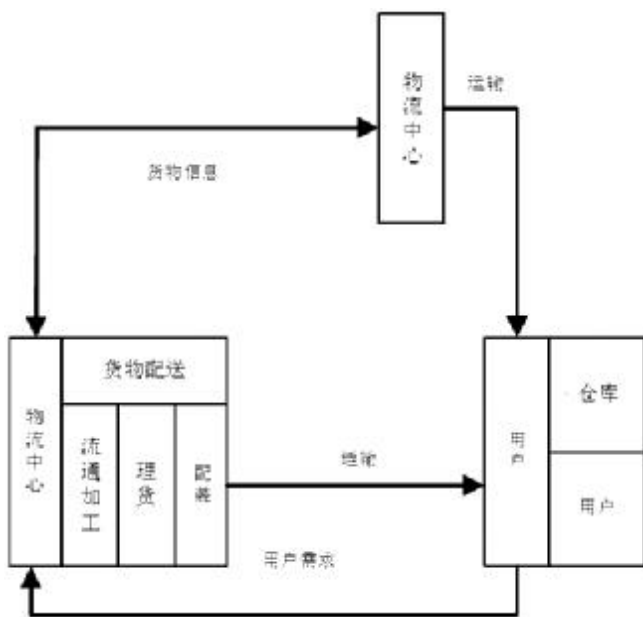 物流中心
运输
货物信息
物流中心
货物配送
流通加工
理货
配装
运输
用户需求
用户
仓库
用户